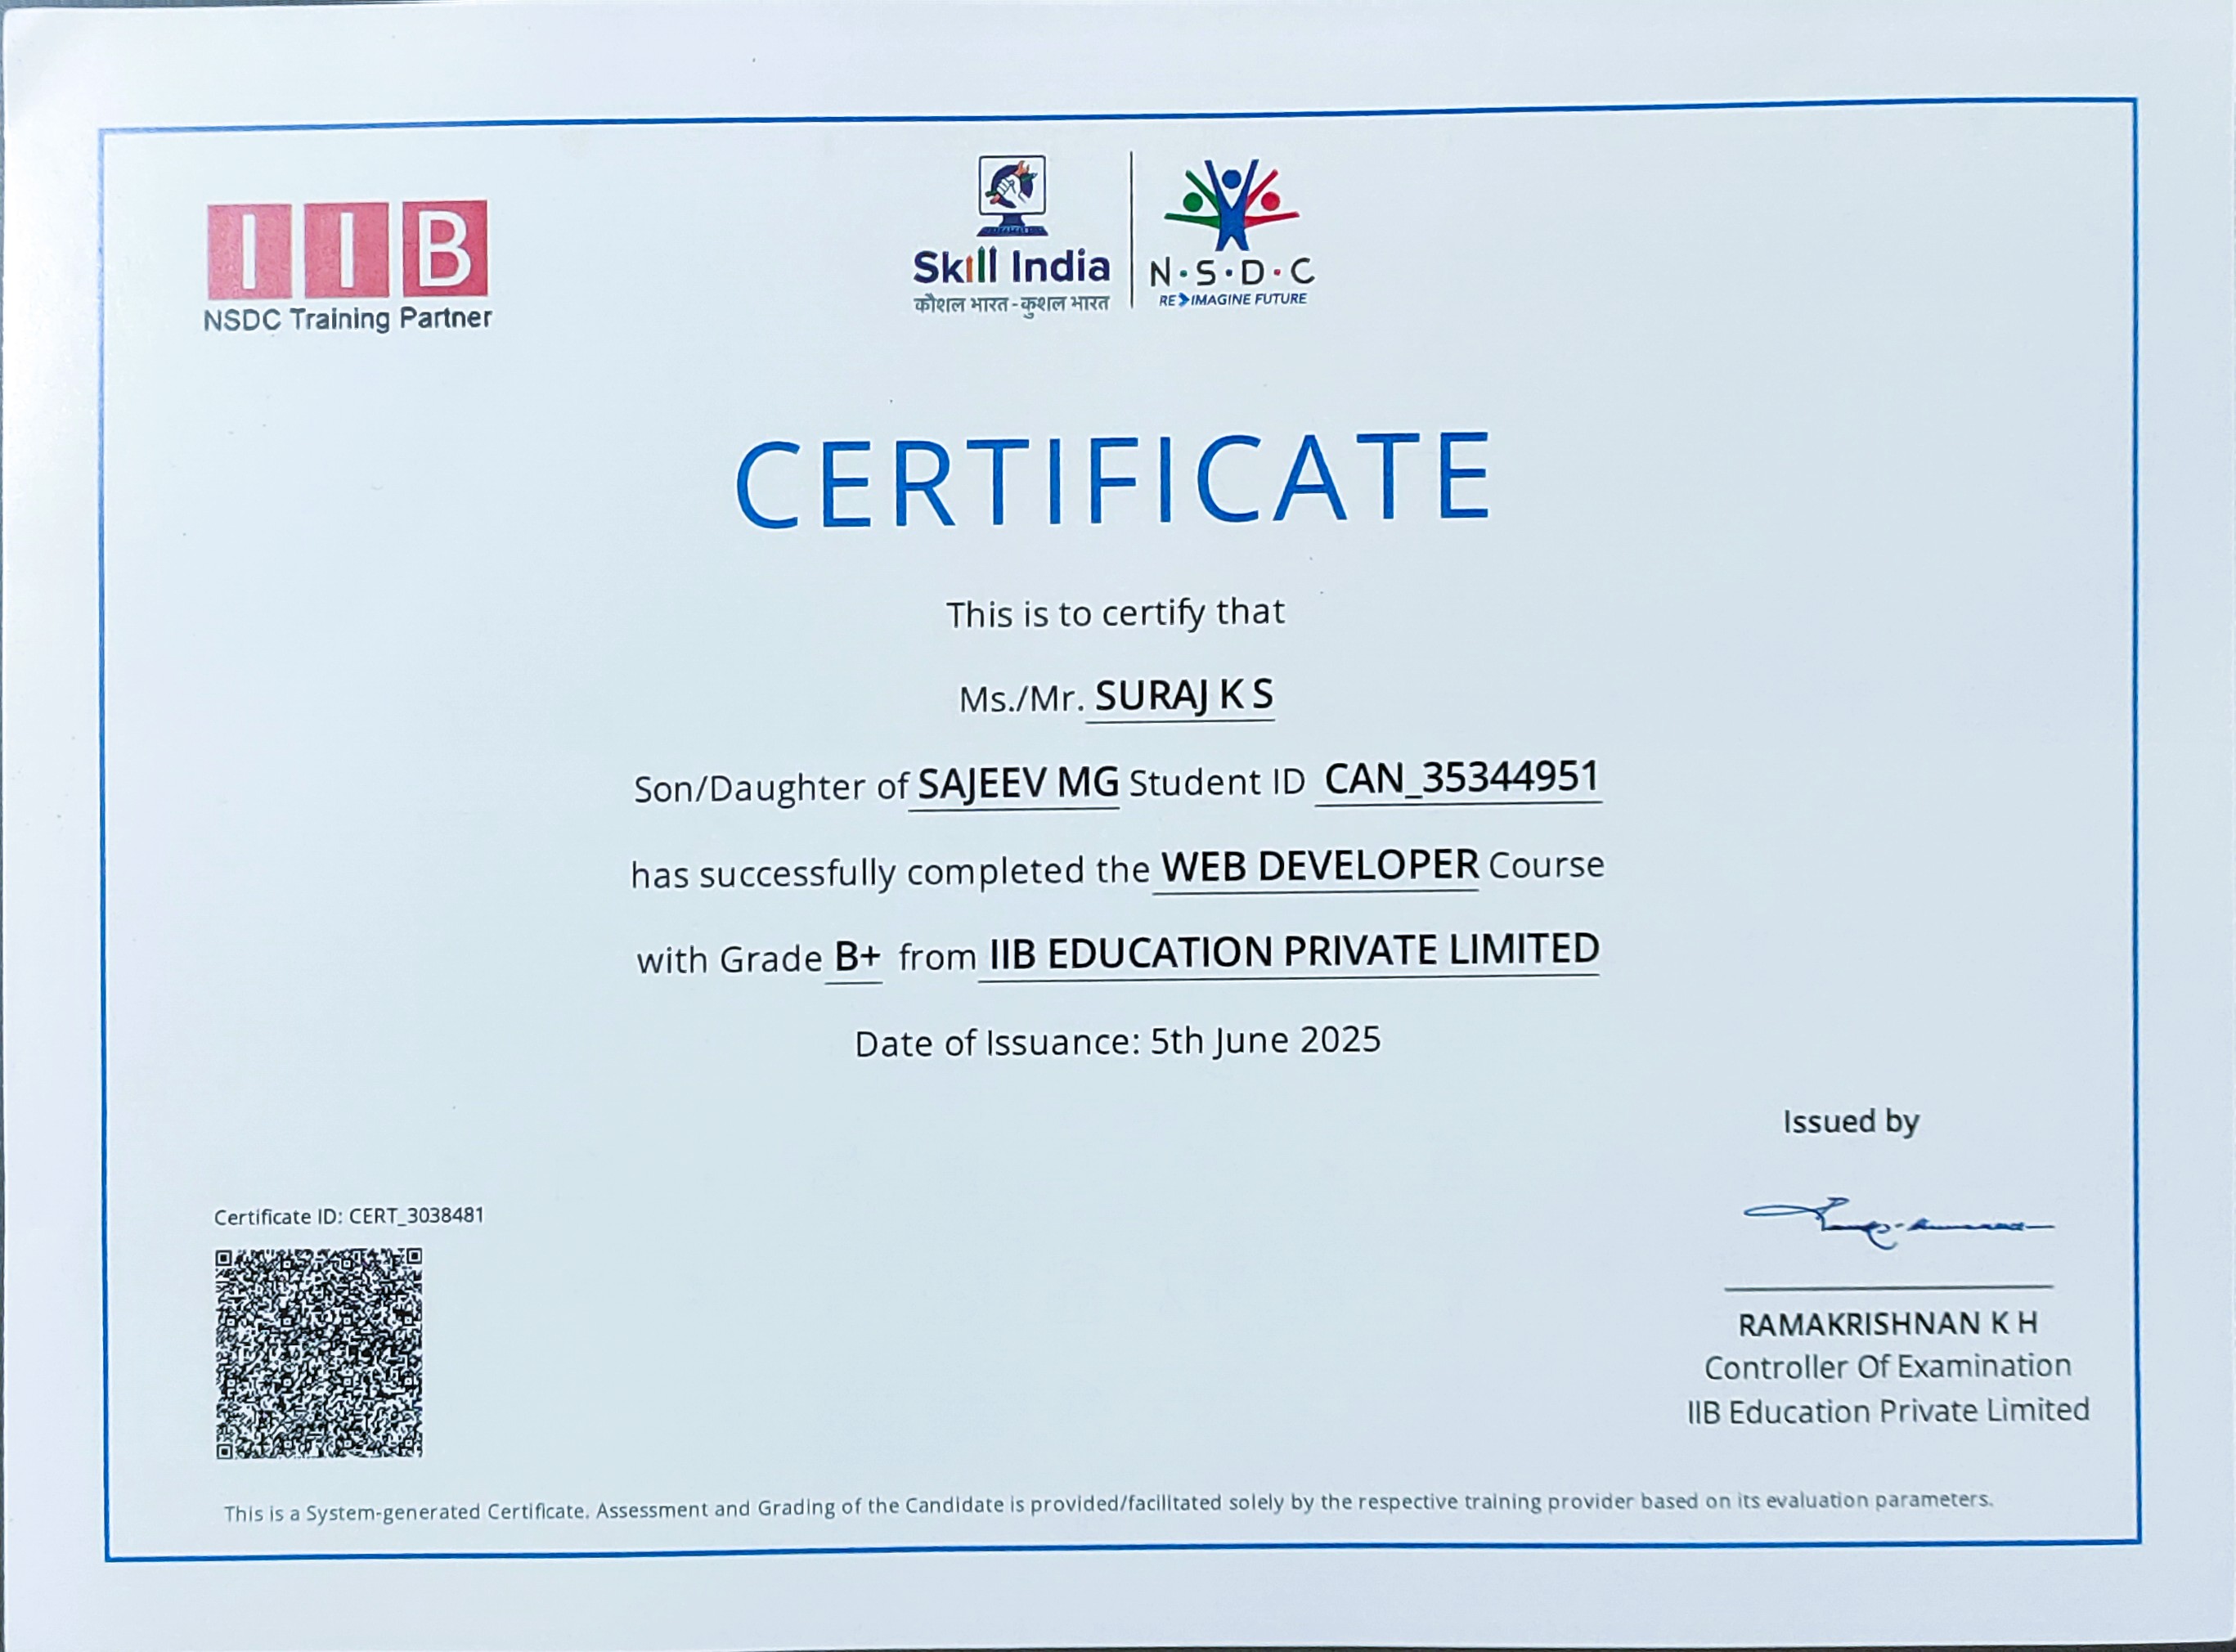 IIB
NSDC Training Partner
Skill India
कौशल भारत - कुशल भारत
N·S·D·C
RE IMAGINE FUTURE
CERTIFICATE
This is to certify that
Ms./Mr. SURAJ K S
Son/Daughter of SAJEEV MG Student ID CAN_35344951
has successfully completed the WEB DEVELOPER Course
with Grade B+ from IIB EDUCATION PRIVATE LIMITED
Date of Issuance: 5th June 2025
Issued by
Certificate ID: CERT_3038481
RAMAKRISHNAN K H
Controller Of Examination
IIB Education Private Limited
This is a System-generated Certificate. Assessment and Grading of the Candidate is provided/facilitated solely by the respective training provider based on its evaluation parameters.